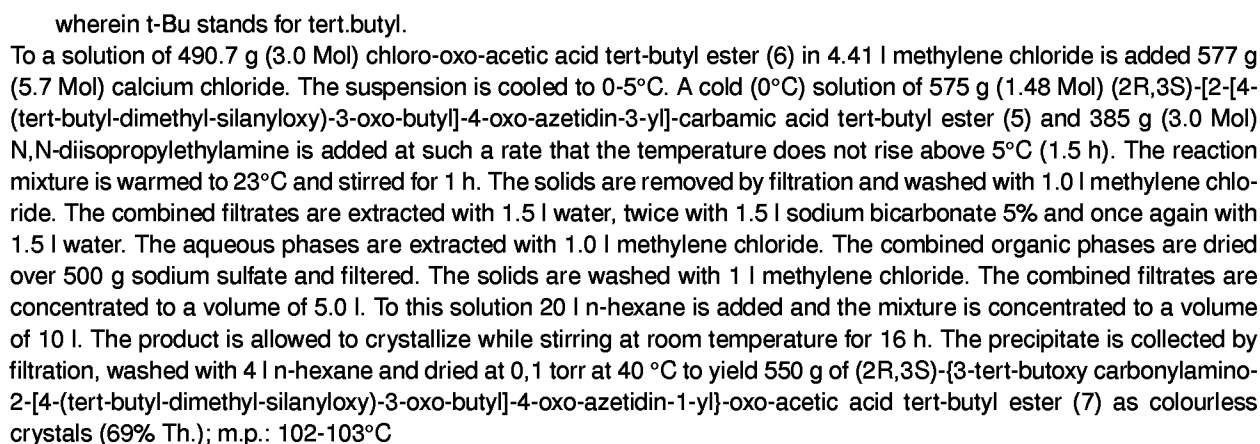 wherein t-Bu stands for tert.butyl.
To a solution of 490.7 g (3.0 Mol) chloro-oxo-acetic acid tert-butyl ester (6) in 4.41 l methylene chloride is added 577 g
(5.7 Mol) calcium chloride. The suspension is cooled to 0-5°C. A cold (0°C) solution of 575 g (1.48 Mol) (2R,3S)-[2-[4-
(tert-butyl-dimethyl-silanyloxy)-3-oxo-butyl]-4-oxo-azetidin-3-yl]-carbamic acid tert-butyl ester (5) and 385 g (3.0 Mol)
N,N-diisopropylethylamine is added at such a rate that the temperature does not rise above 5°C (1.5 h). The reaction
mixture is warmed to 23°C and stirred for 1 h. The solids are removed by filtration and washed with 1.0 l methylene chlo-
ride. The combined filtrates are extracted with 1.5 l water, twice with 1.5 l sodium bicarbonate 5% and once again with
1.5 l water. The aqueous phases are extracted with 1.0 l methylene chloride. The combined organic phases are dried
over 500 g sodium sulfate and filtered. The solids are washed with 1 l methylene chloride. The combined filtrates are
concentrated to a volume of 5.0 l. To this solution 20 l n-hexane is added and the mixture is concentrated to a volume
of 10 l. The product is allowed to crystallize while stirring at room temperature for 16 h. The precipitate is collected by
filtration, washed with 4 l n-hexane and dried at 0,1 torr at 40 °C to yield 550 g of (2R,3S)-{3-tert-butoxy carbonylamino-
2-[4-(tert-butyl-dimethyl-silanyloxy)-3-oxo-butyl]-4-oxo-azetidin-1-yl}-oxo-acetic acid tert-butyl ester (7) as colourless
crystals (69% Th.); m.p.: 102-103°C